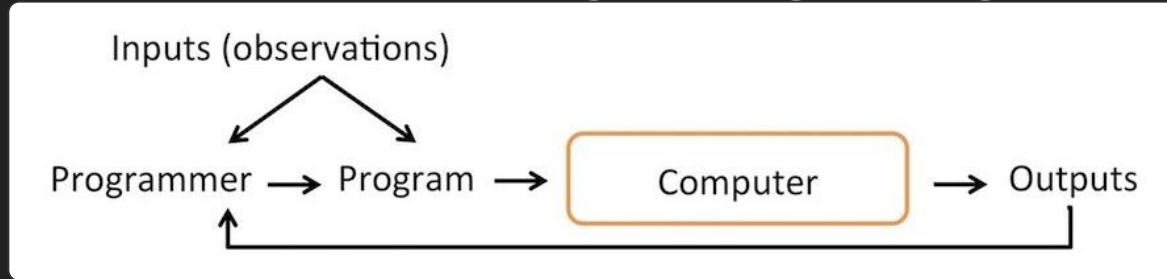 Inputs (observations)
Programmer
Program
Computer
Outputs